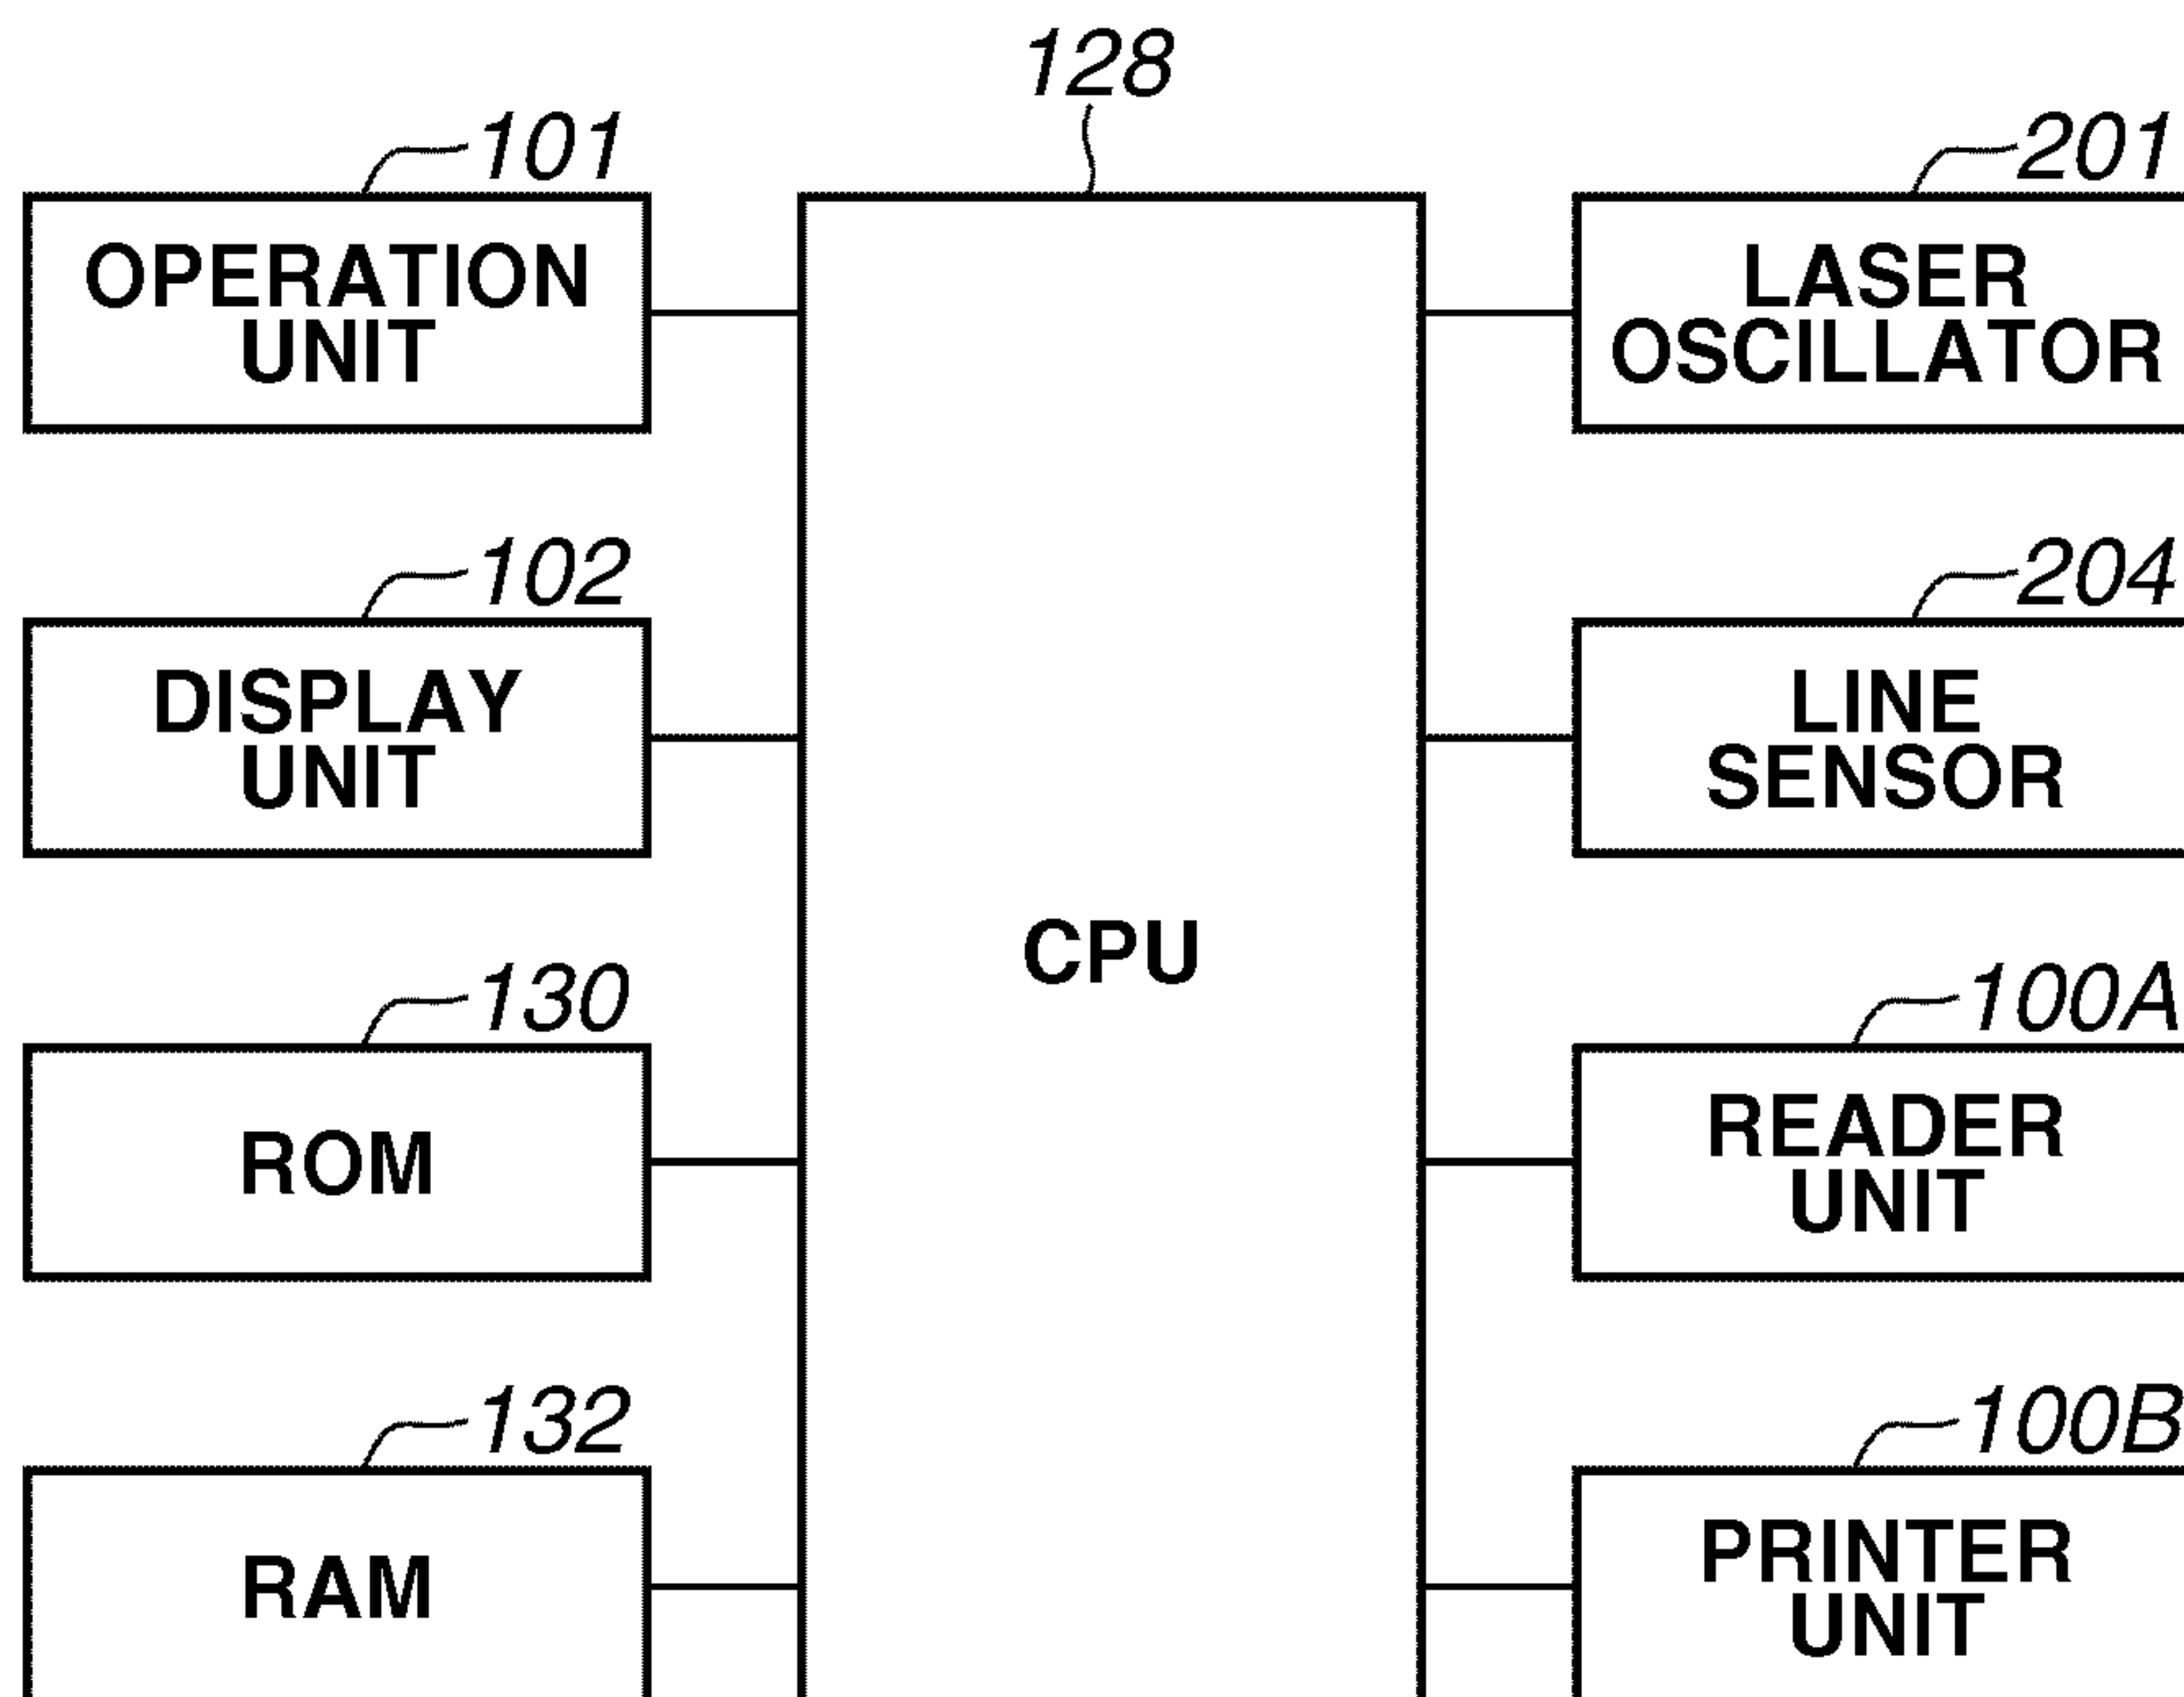 128
101
201
OPERATION
UNIT
LASER
OSCILLATOR
102
204
DISPLAY
UNIT
LINE
SENSOR
CPU
130
100A
ROM
READER
UNIT
132
100B
RAM
PRINTER
UNIT